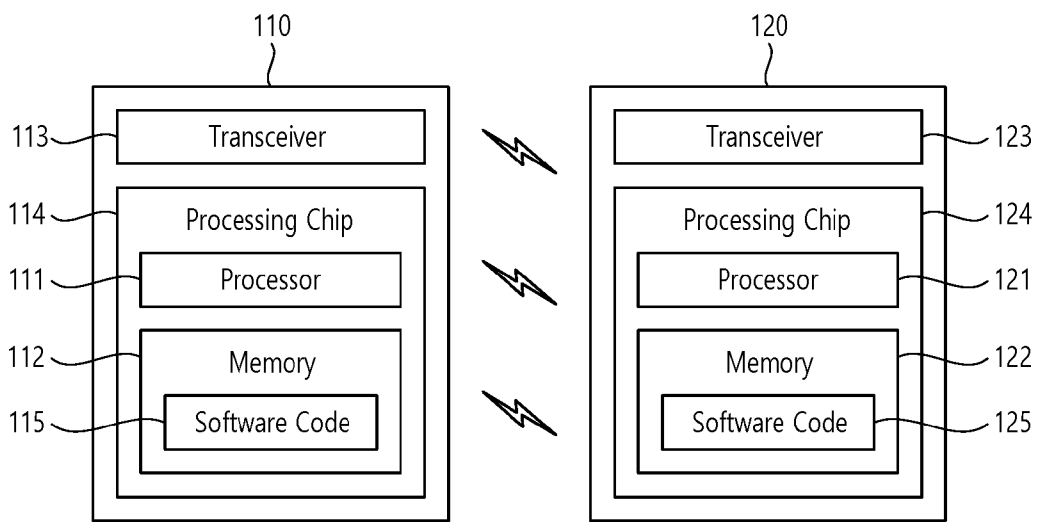 110
120
113 Transceiver
Transceiver 123
114 Processing Chip
Processing Chip 124
111 Processor
Processor 121
112 Memory
Memory 122
115 Software Code
Software Code 125